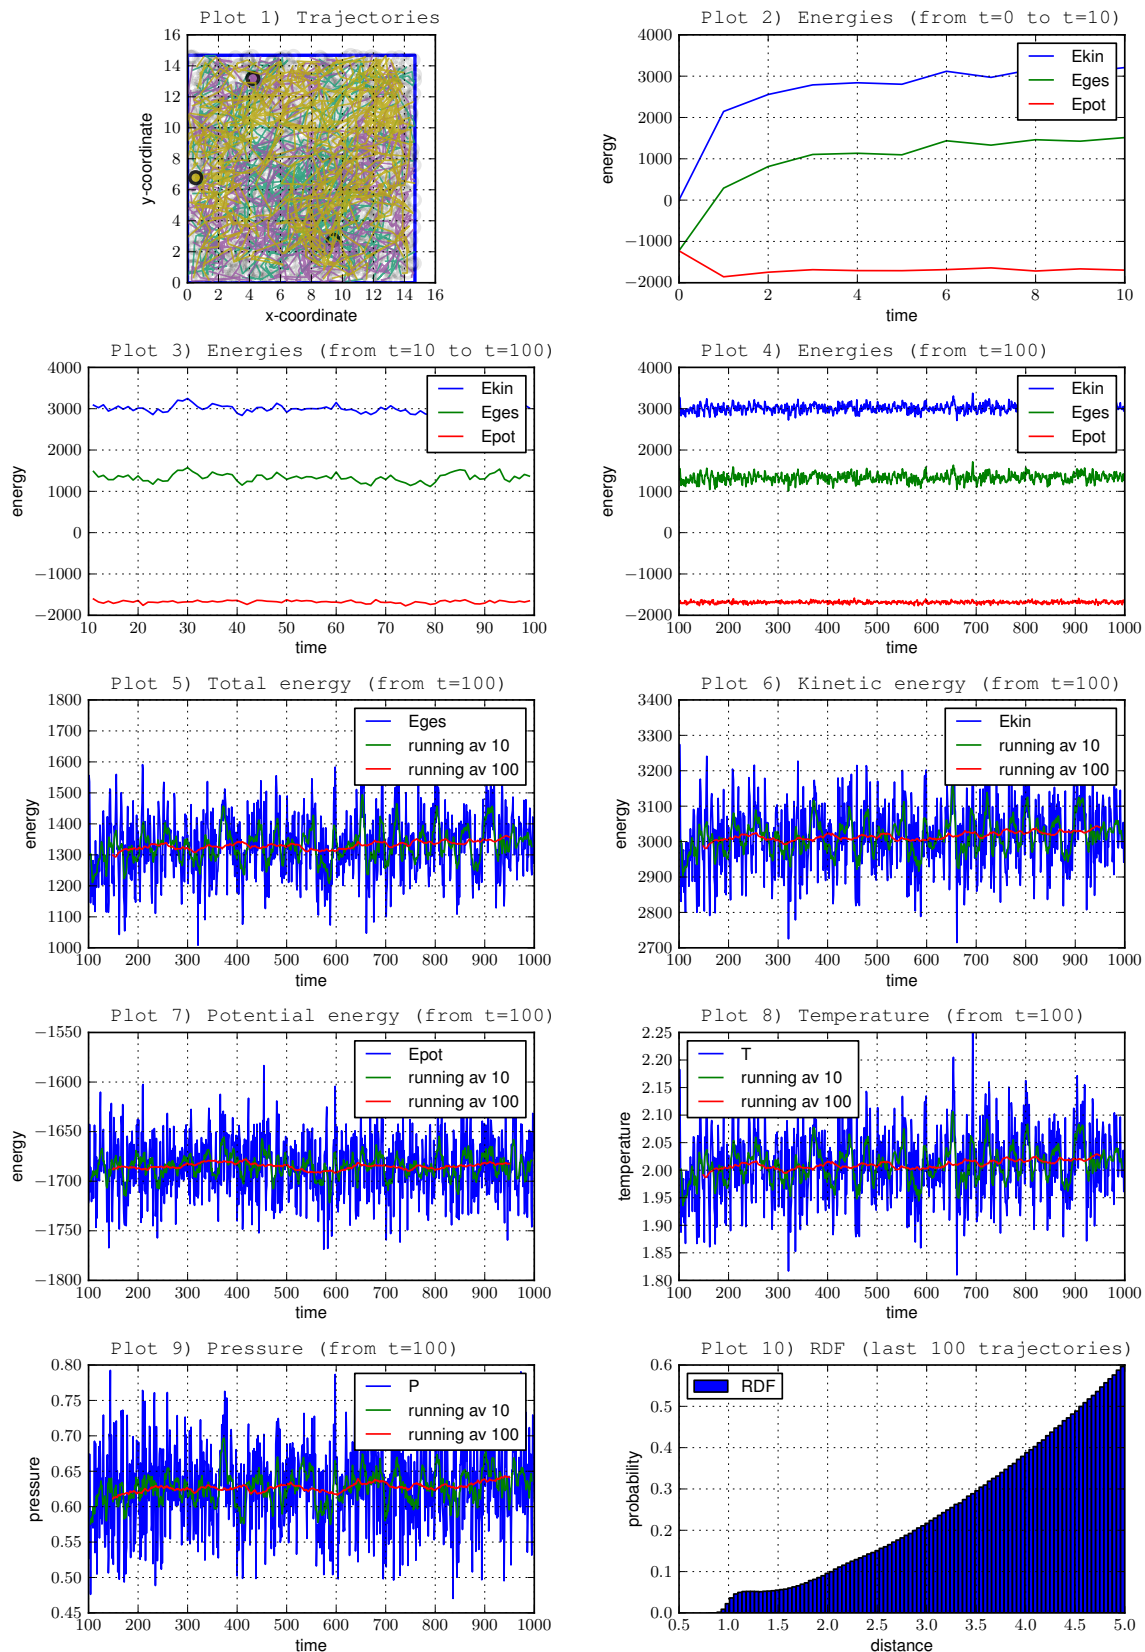 Plot 1) Trajectories
16
14
12
10
8
6
4
2
0
y-coordinate
0 2 4 6 8 10 12 14 16
x-coordinate
Plot 2) Energies (from t=0 to t=10)
4000
3000
2000
1000
0
−1000
−2000
energy
Ekin
Eges
Epot
0 2 4 6 8 10
time
Plot 3) Energies (from t=10 to t=100)
4000
3000
2000
1000
0
−1000
−2000
energy
Ekin
Eges
Epot
10 20 30 40 50 60 70 80 90 100
time
Plot 4) Energies (from t=100)
4000
3000
2000
1000
0
−1000
−2000
energy
Ekin
Eges
Epot
100 200 300 400 500 600 700 800 900 1000
time
Plot 5) Total energy (from t=100)
1800
1700
1600
1500
1400
1300
1200
1100
1000
energy
Eges
running av 10
running av 100
100 200 300 400 500 600 700 800 900 1000
time
Plot 6) Kinetic energy (from t=100)
3400
3300
3200
3100
3000
2900
2800
2700
energy
Ekin
running av 10
running av 100
100 200 300 400 500 600 700 800 900 1000
time
Plot 7) Potential energy (from t=100)
−1550
−1600
−1650
−1700
−1750
−1800
energy
Epot
running av 10
running av 100
100 200 300 400 500 600 700 800 900 1000
time
Plot 8) Temperature (from t=100)
2.25
2.20
2.15
2.10
2.05
2.00
1.95
1.90
1.85
1.80
temperature
T
running av 10
running av 100
100 200 300 400 500 600 700 800 900 1000
time
Plot 9) Pressure (from t=100)
0.80
0.75
0.70
0.65
0.60
0.55
0.50
0.45
pressure
P
running av 10
running av 100
100 200 300 400 500 600 700 800 900 1000
time
Plot 10) RDF (last 100 trajectories)
0.6
0.5
0.4
0.3
0.2
0.1
0.0
probability
RDF
0.5 1.0 1.5 2.0 2.5 3.0 3.5 4.0 4.5 5.0
distance